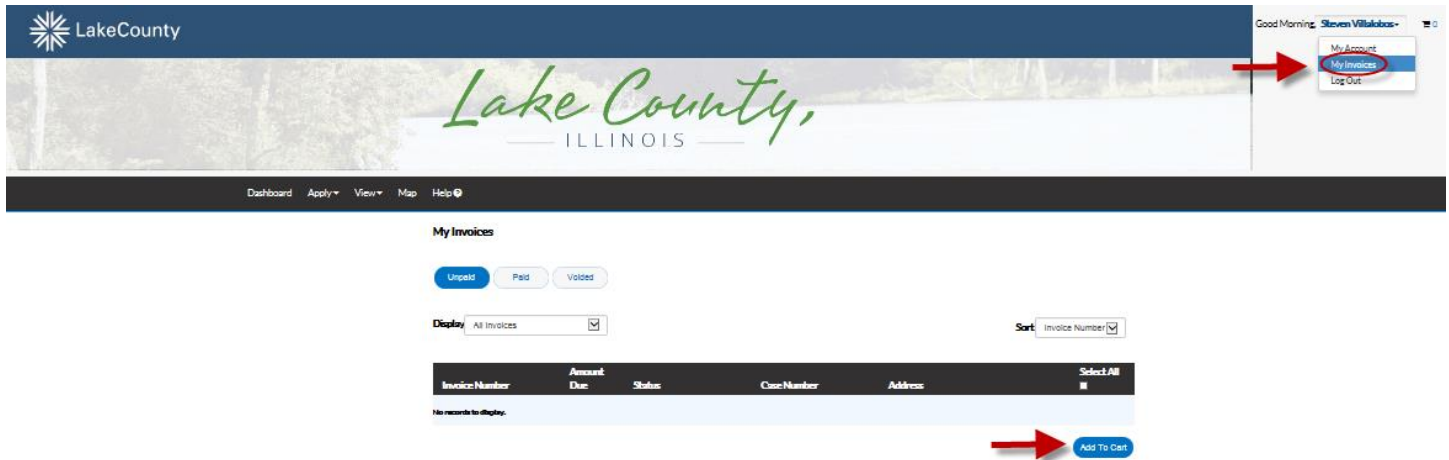 LakeCounty
Good Morning, Steven Villalobos 0
My Account
My Invoices
Log Out
Lake County,
ILLINOIS
Dashboard Apply View Map Help
My Invoices
Unpaid Paid Voided
Display All Invoices
Sort Invoice Number
Invoice Number Amount Due Status Case Number Address Select All
No records to display.
Add To Cart